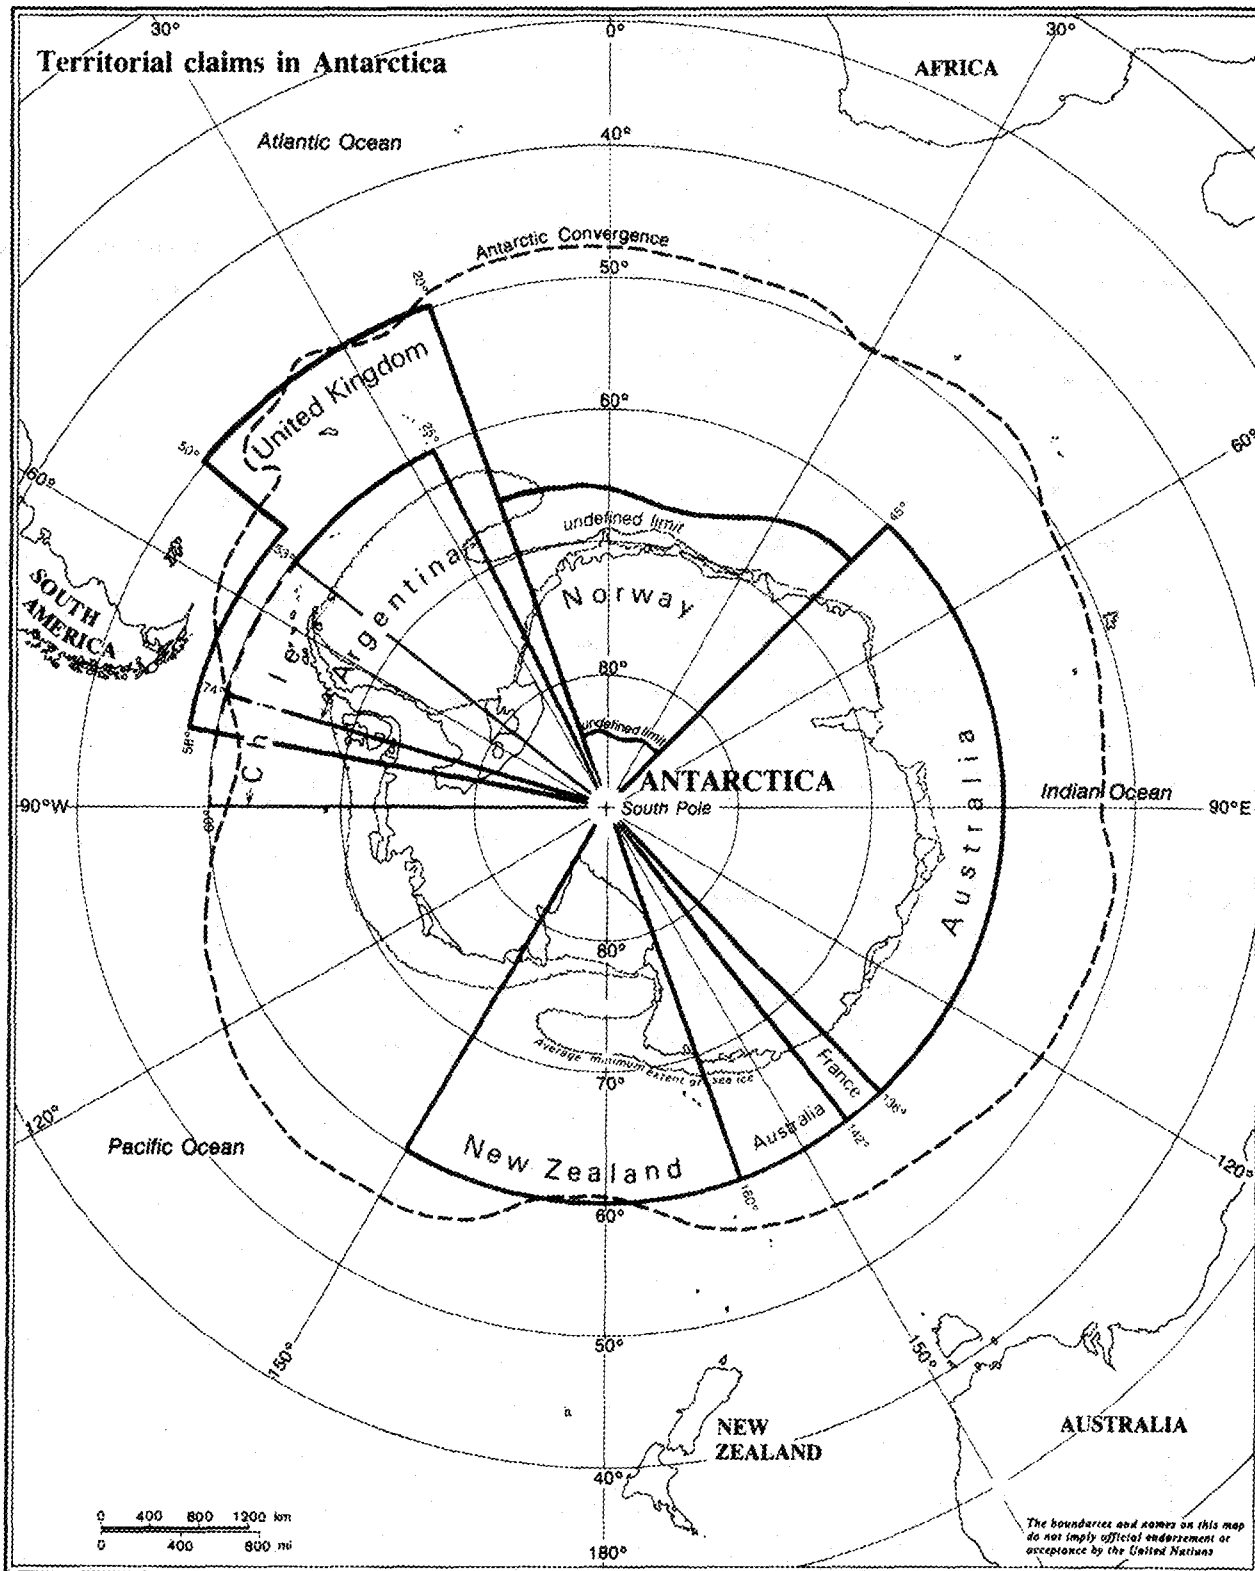 30°
0°
30°
Territorial claims in Antarctica
AFRICA
Atlantic Ocean
40°
Antarctic Convergence
50°
20°
United Kingdom
60°
25°
50°
60°
60°
undefined limit
45°
53°
Argentina
Norway
SOUTH
AMERICA
80°
74°
undefined limit
58°
Chile
ANTARCTICA
Australia
Indian Ocean
90°W
90°
South Pole
90°E
80°
Average minimum extent of sea ice
70°
France
136°
Australia
142°
120°
Pacific Ocean
New Zealand
160°
60°
120°
150°
50°
150°
NEW
ZEALAND
AUSTRALIA
40°
0 400 800 1200 km
0 400 800 mi
180°
The boundaries and names on this map
do not imply official endorsement or
acceptance by the United Nations